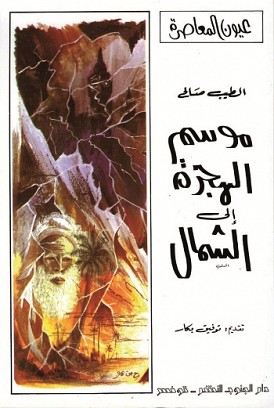 عيون المعاصرة
الطيب صالح
موسم
الهجرة
إلى
الشمال
تقديم: توفيق بكار
دار الجنوب للنشر - تونس